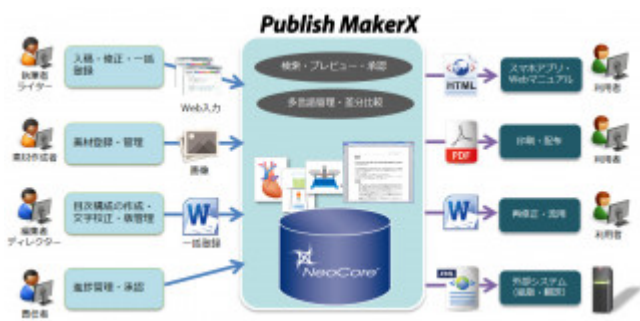 Publish MakerX
執筆者
ライター
入稿・修正・一括
登録
Web入力
素材作成者
素材登録・管理
画像
編集者
ディレクター
目次構成の作成・
文字校正・版管理
一括登録
責任者
進捗管理・承認
検索・プレビュー・承認
多言語管理・差分比較
NeoCore
HTML
スマホアプリ・
Webマニュアル
利用者
PDF
印刷・配布
利用者
W
再修正・流用
利用者
XML
外部システム